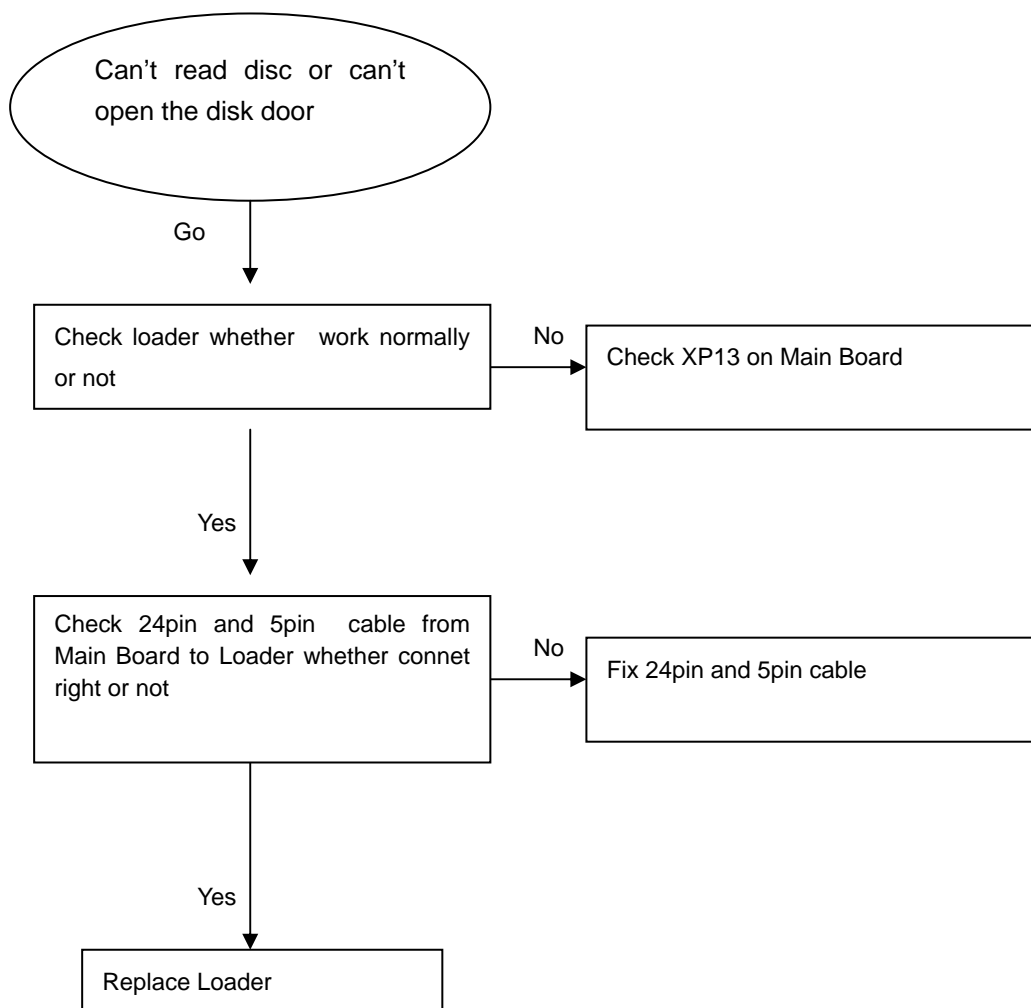 Can't read disc or can't
open the disk door
Go
Check loader whether work normally
or not
No
Check XP13 on Main Board
Yes
Check 24pin and 5pin cable from
Main Board to Loader whether connet
right or not
No
Fix 24pin and 5pin cable
Yes
Replace Loader